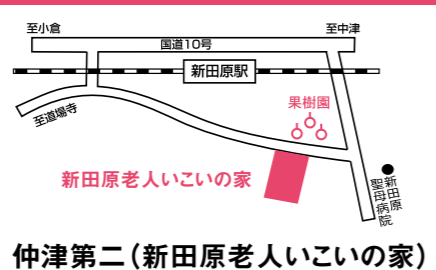 至小倉
至中津
国道10号
新田原駅
果樹園
至道場寺
新田原老人いこいの家
新田原
聖母病院
仲津第二(新田原老人いこいの家)